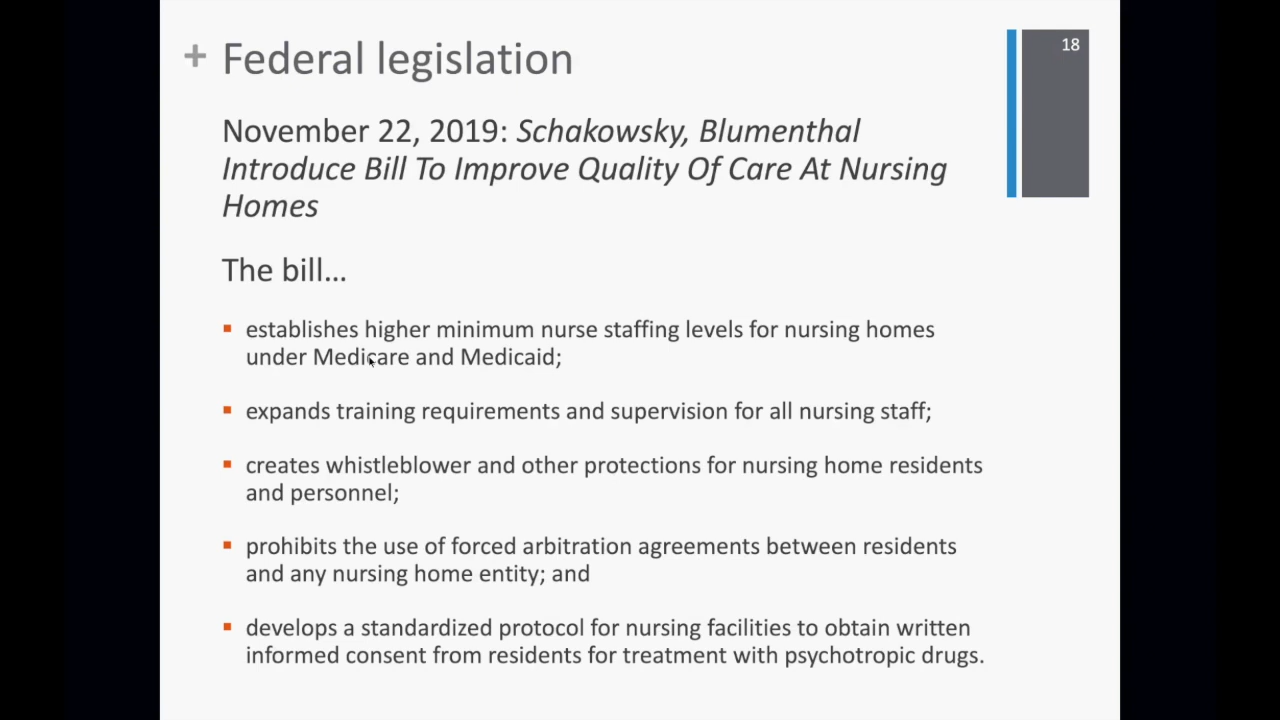 18
+ Federal legislation
November 22, 2019: Schakowsky, Blumenthal
Introduce Bill To Improve Quality Of Care At Nursing
Homes
The bill…
▪ establishes higher minimum nurse staffing levels for nursing homes
under Medicare and Medicaid;
▪ expands training requirements and supervision for all nursing staff;
▪ creates whistleblower and other protections for nursing home residents
and personnel;
▪ prohibits the use of forced arbitration agreements between residents
and any nursing home entity; and
▪ develops a standardized protocol for nursing facilities to obtain written
informed consent from residents for treatment with psychotropic drugs.